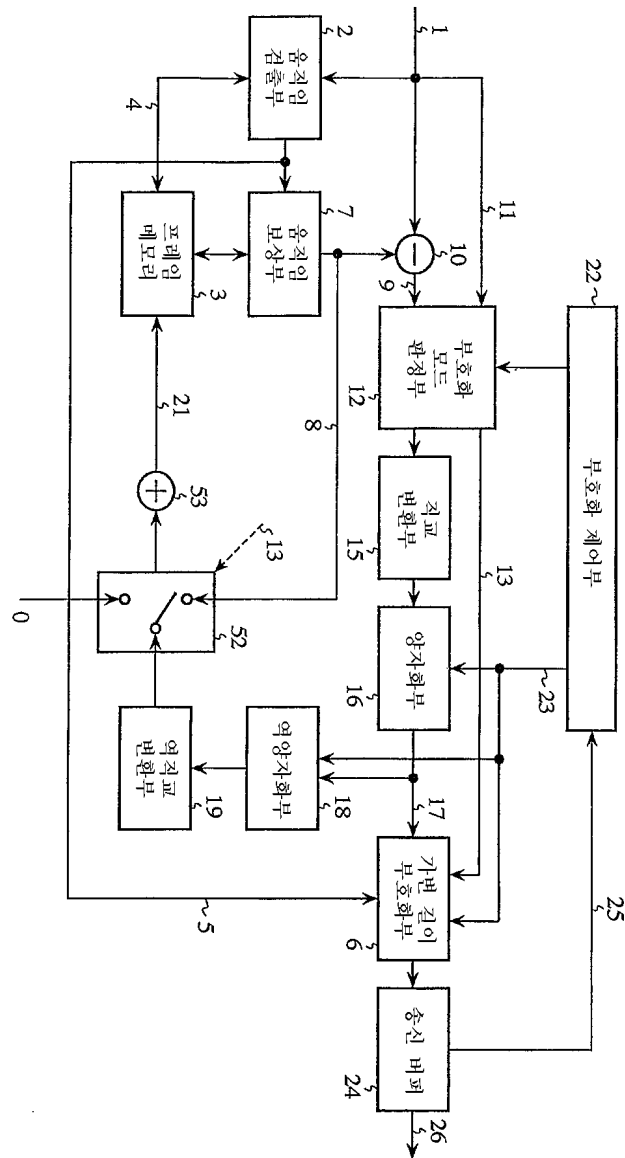 22
부호화 제어부
25
11
1
10
9
부호화
모드
판정부
12
13
직교
변환부
15
양자화부
16
23
17
가변 길이
부호화부
6
송신 버퍼
24
26
2
움직임
검출부
7
움직임
보상부
8
역양자화부
18
4
프레임
메모리
3
21
53
13
52
0
역직교
변환부
19
5